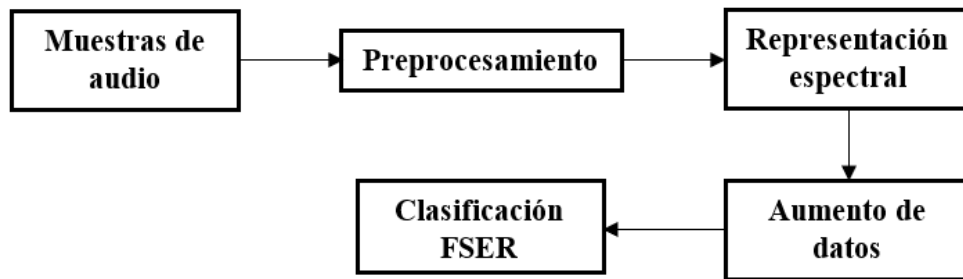 Muestras de
audio
Preprocesamiento
Representación
espectral
Aumento de
datos
Clasificación
FSER